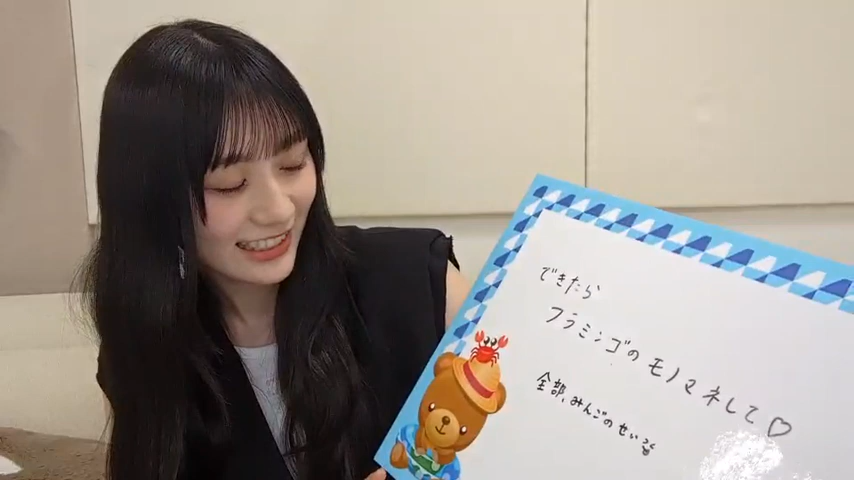 できたら
フラミンゴのモノマネして♡
全部、みんごのせい